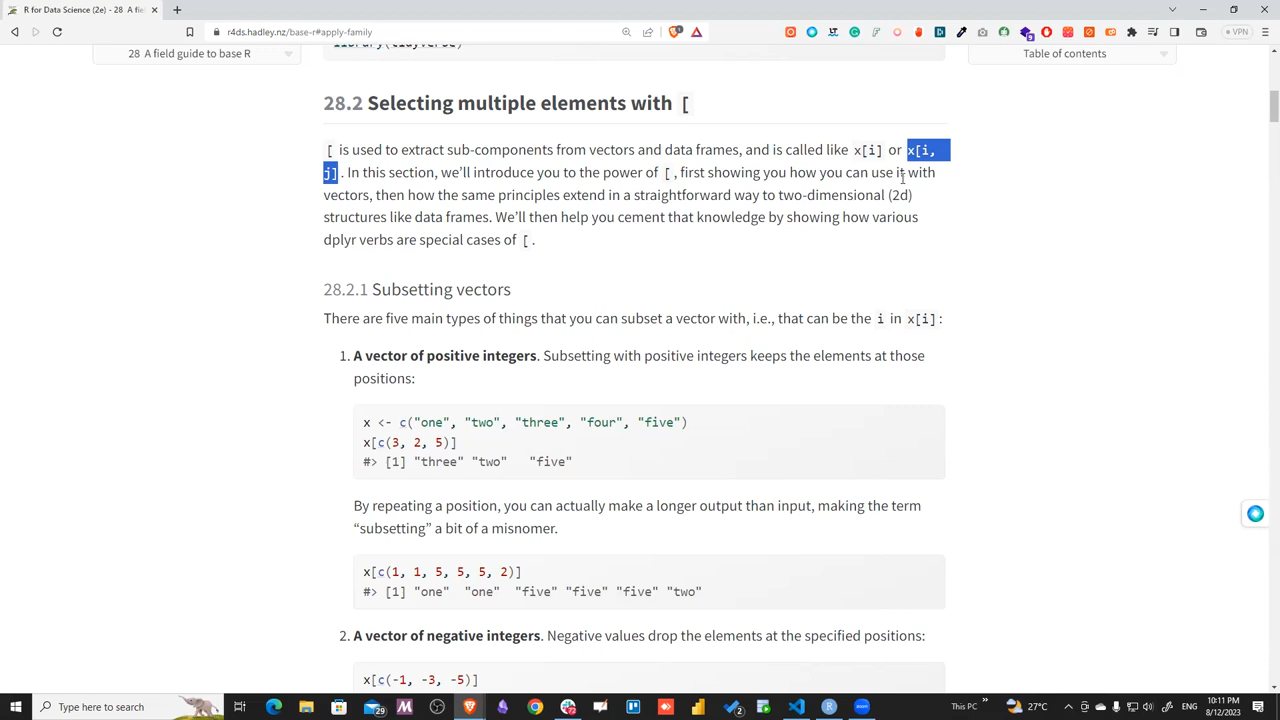 R for Data Science (2e) - 28 A fiel
r4ds.hadley.nz/base-r#apply-family
VPN
28 A field guide to base R
library(tidyverse)
Table of contents
28.2 Selecting multiple elements with [
[ is used to extract sub-components from vectors and data frames, and is called like x[i] or x[i,
j]. In this section, we'll introduce you to the power of [, first showing you how you can use it with
vectors, then how the same principles extend in a straightforward way to two-dimensional (2d)
structures like data frames. We'll then help you cement that knowledge by showing how various
dplyr verbs are special cases of [.
28.2.1 Subsetting vectors
There are five main types of things that you can subset a vector with, i.e., that can be the i in x[i]:
1. A vector of positive integers. Subsetting with positive integers keeps the elements at those
positions:
x <- c("one", "two", "three", "four", "five")
x[c(3, 2, 5)]
#> [1] "three" "two" "five"
By repeating a position, you can actually make a longer output than input, making the term
“subsetting” a bit of a misnomer.
x[c(1, 1, 5, 5, 5, 2)]
#> [1] "one" "one" "five" "five" "five" "two"
2. A vector of negative integers. Negative values drop the elements at the specified positions:
x[c(-1, -3, -5)]
Type here to search
29
2
This PC
27°C
10:11 PM
8/12/2023